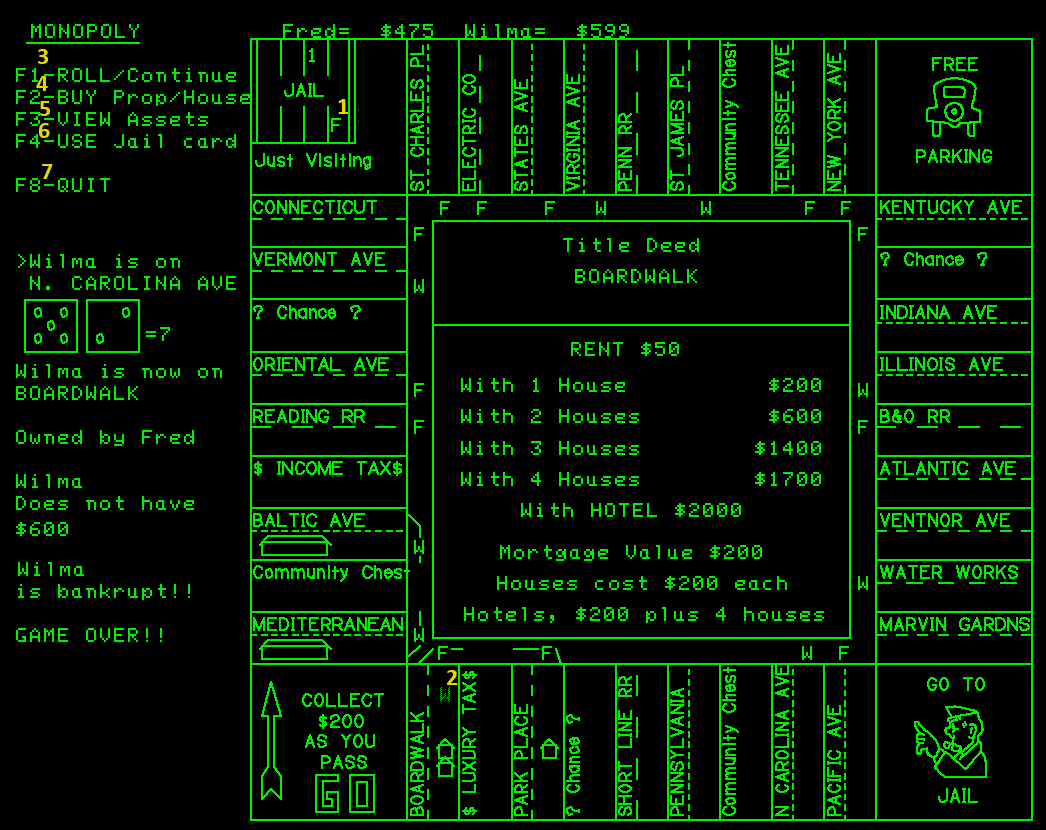 MONOPOLY
Fred= $475 Wilma= $599
3
F1-ROLL/Continue
4
F2-BUY Prop/House
5
F3-VIEW Assets
6
F4-USE Jail card
7
F8-QUIT
>Wilma is on
N. CAROLINA AVE
=7
Wilma is now on
BOARDWALK
Owned by Fred
Wilma
Does not have
$600
Wilma
is bankrupt!!
GAME OVER!!
1
JAIL
1
F
Just Visiting
ST CHARLES PL
ELECTRIC CO
STATES AVE
VIRGINIA AVE
PENN RR
ST JAMES PL
Community Chest
TENNESSEE AVE
NEW YORK AVE
FREE
PARKING
F F F W W F F
CONNECTICUT
F
VERMONT AVE
W
? Chance ?
ORIENTAL AVE
F
READING RR
F
$ INCOME TAX$
BALTIC AVE
W
Community Chest
MEDITERRANEAN
W
Title Deed
BOARDWALK
RENT $50
With 1 House $200
With 2 Houses $600
With 3 Houses $1400
With 4 Houses $1700
With HOTEL $2000
Mortgage Value $200
Houses cost $200 each
Hotels, $200 plus 4 houses
KENTUCKY AVE
F
? Chance ?
INDIANA AVE
ILLINOIS AVE
W
B&O RR
F
ATLANTIC AVE
VENTNOR AVE
WATER WORKS
W
MARVIN GARDNS
F F W F
COLLECT
$200
AS YOU
PASS
GO
BOARDWALK
2
W
$ LUXURY TAX$
PARK PLACE
? Chance ?
SHORT LINE RR
PENNSYLVANIA
Community Chest
N CAROLINA AVE
PACIFIC AVE
GO TO
JAIL